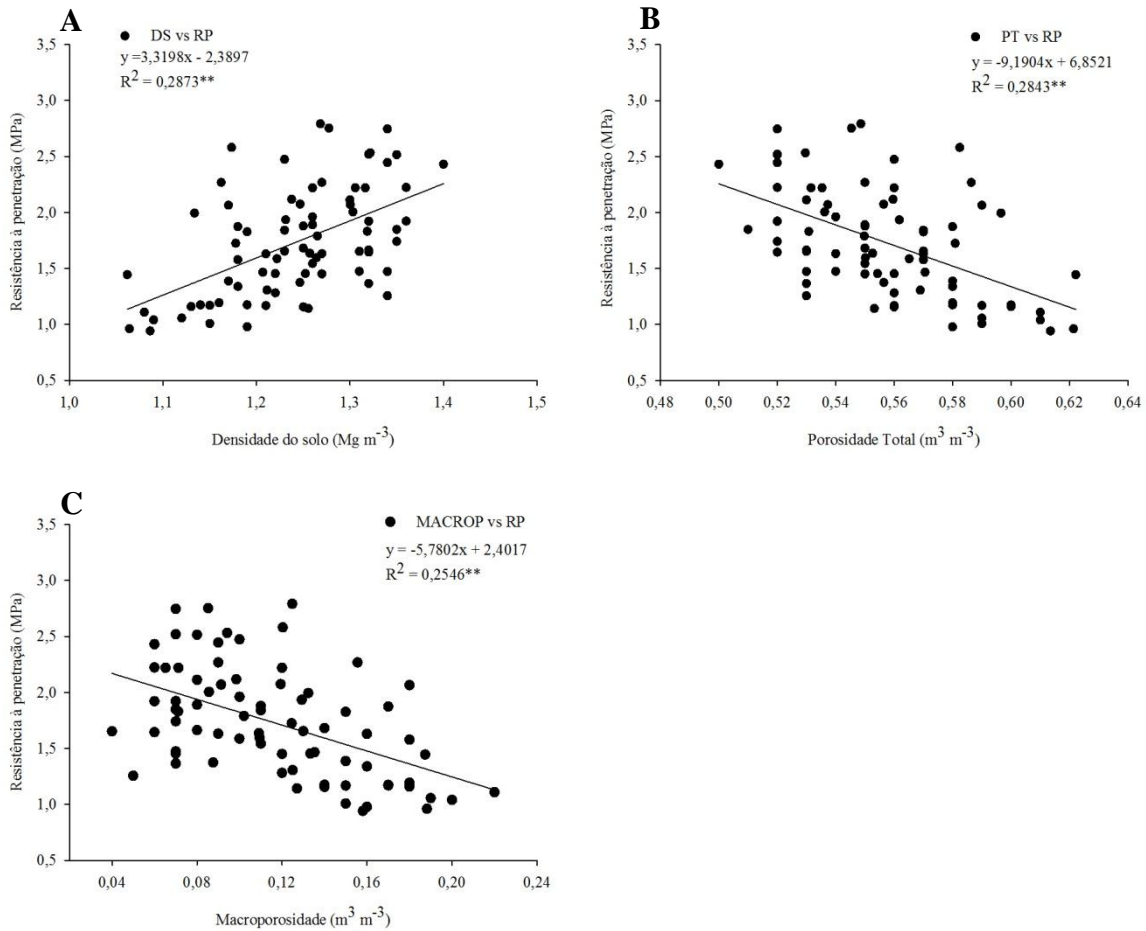 A
DS vs RP
y =3,3198x - 2,3897
R² = 0,2873**
3,5
3,0
2,5
2,0
1,5
1,0
0,5
Resistência à penetração (MPa)
1,0 1,1 1,2 1,3 1,4 1,5
Densidade do solo (Mg m⁻³)
B
PT vs RP
y = -9,1904x + 6,8521
R² = 0,2843**
3,5
3,0
2,5
2,0
1,5
1,0
0,5
Resistência à penetração (MPa)
0,48 0,50 0,52 0,54 0,56 0,58 0,60 0,62 0,64
Porosidade Total (m³ m⁻³)
C
MACROP vs RP
y = -5,7802x + 2,4017
R² = 0,2546**
3,5
3,0
2,5
2,0
1,5
1,0
0,5
Resistência à penetração (MPa)
0,04 0,08 0,12 0,16 0,20 0,24
Macroporosidade (m³ m⁻³)